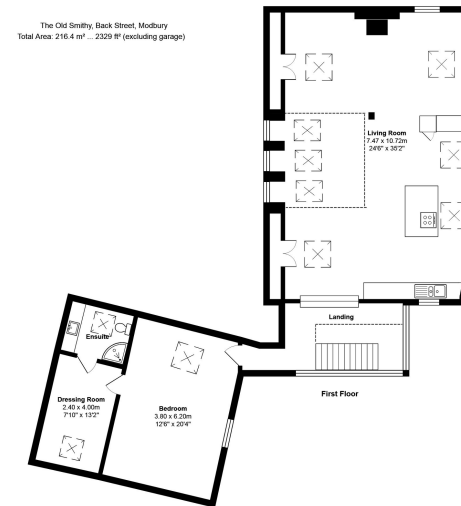 The Old Smithy, Back Street, Modbury
Total Area: 216.4 m² ... 2329 ft² (excluding garage)
Living Room
7.47 x 10.72m
24'6" x 35'2"
Landing
First Floor
Ensuite
Dressing Room
2.40 x 4.00m
7'10" x 13'2"
Bedroom
3.80 x 6.20m
12'6" x 20'4"